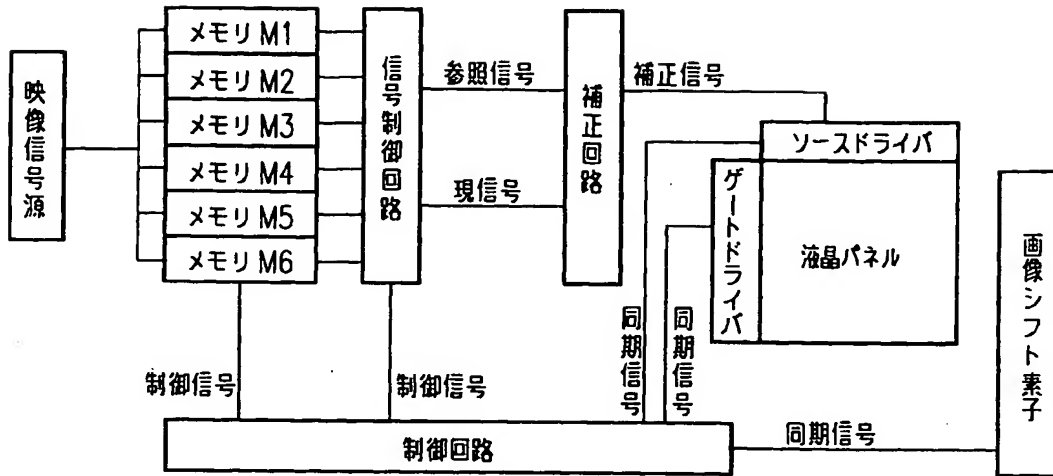 映像信号源
メモリ M1
メモリ M2
メモリ M3
メモリ M4
メモリ M5
メモリ M6
信号制御回路
参照信号
現信号
補正回路
補正信号
ソースドライバ
ゲートドライバ
液晶パネル
画像シフト素子
制御信号
制御信号
同期信号
同期信号
制御回路
同期信号